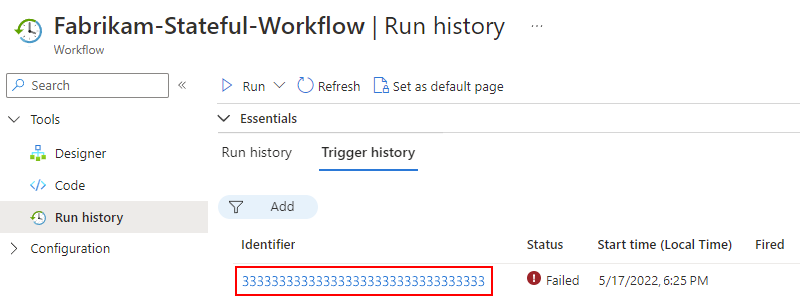 Fabrikam-Stateful-Workflow | Run history ...
Workflow
Search «
Run Refresh Set as default page
Tools
Essentials
Designer
Run history Trigger history
Code
Add
Run history
Configuration
Identifier Status Start time (Local Time) Fired
333333333333333333333333333333333 Failed 5/17/2022, 6:25 PM